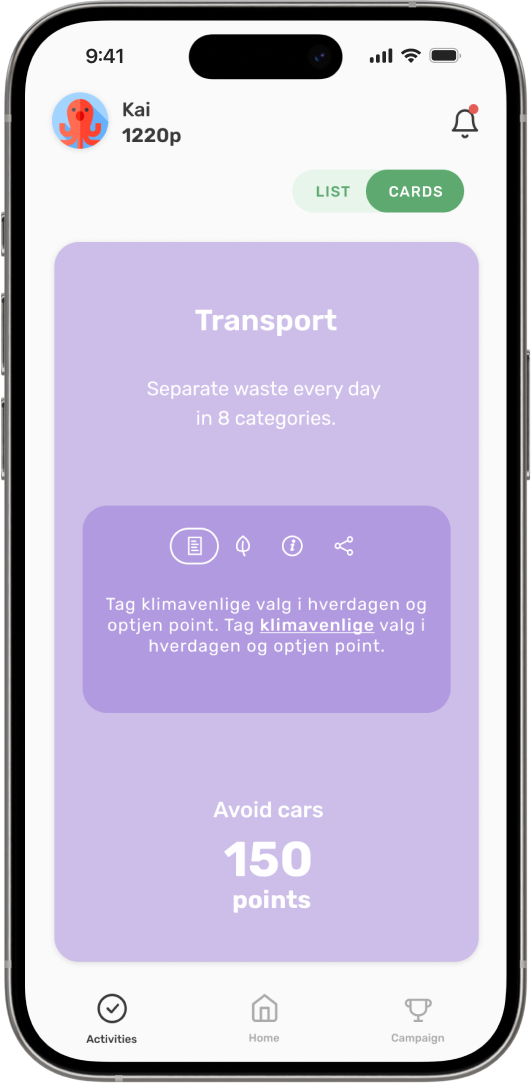 9:41
Kai
1220p
LIST CARDS
Transport
Separate waste every day
in 8 categories.
Tag klimavenlige valg i hverdagen og
optjen point. Tag klimavenlige valg i
hverdagen og optjen point.
Avoid cars
150
points
Activities Home Campaign